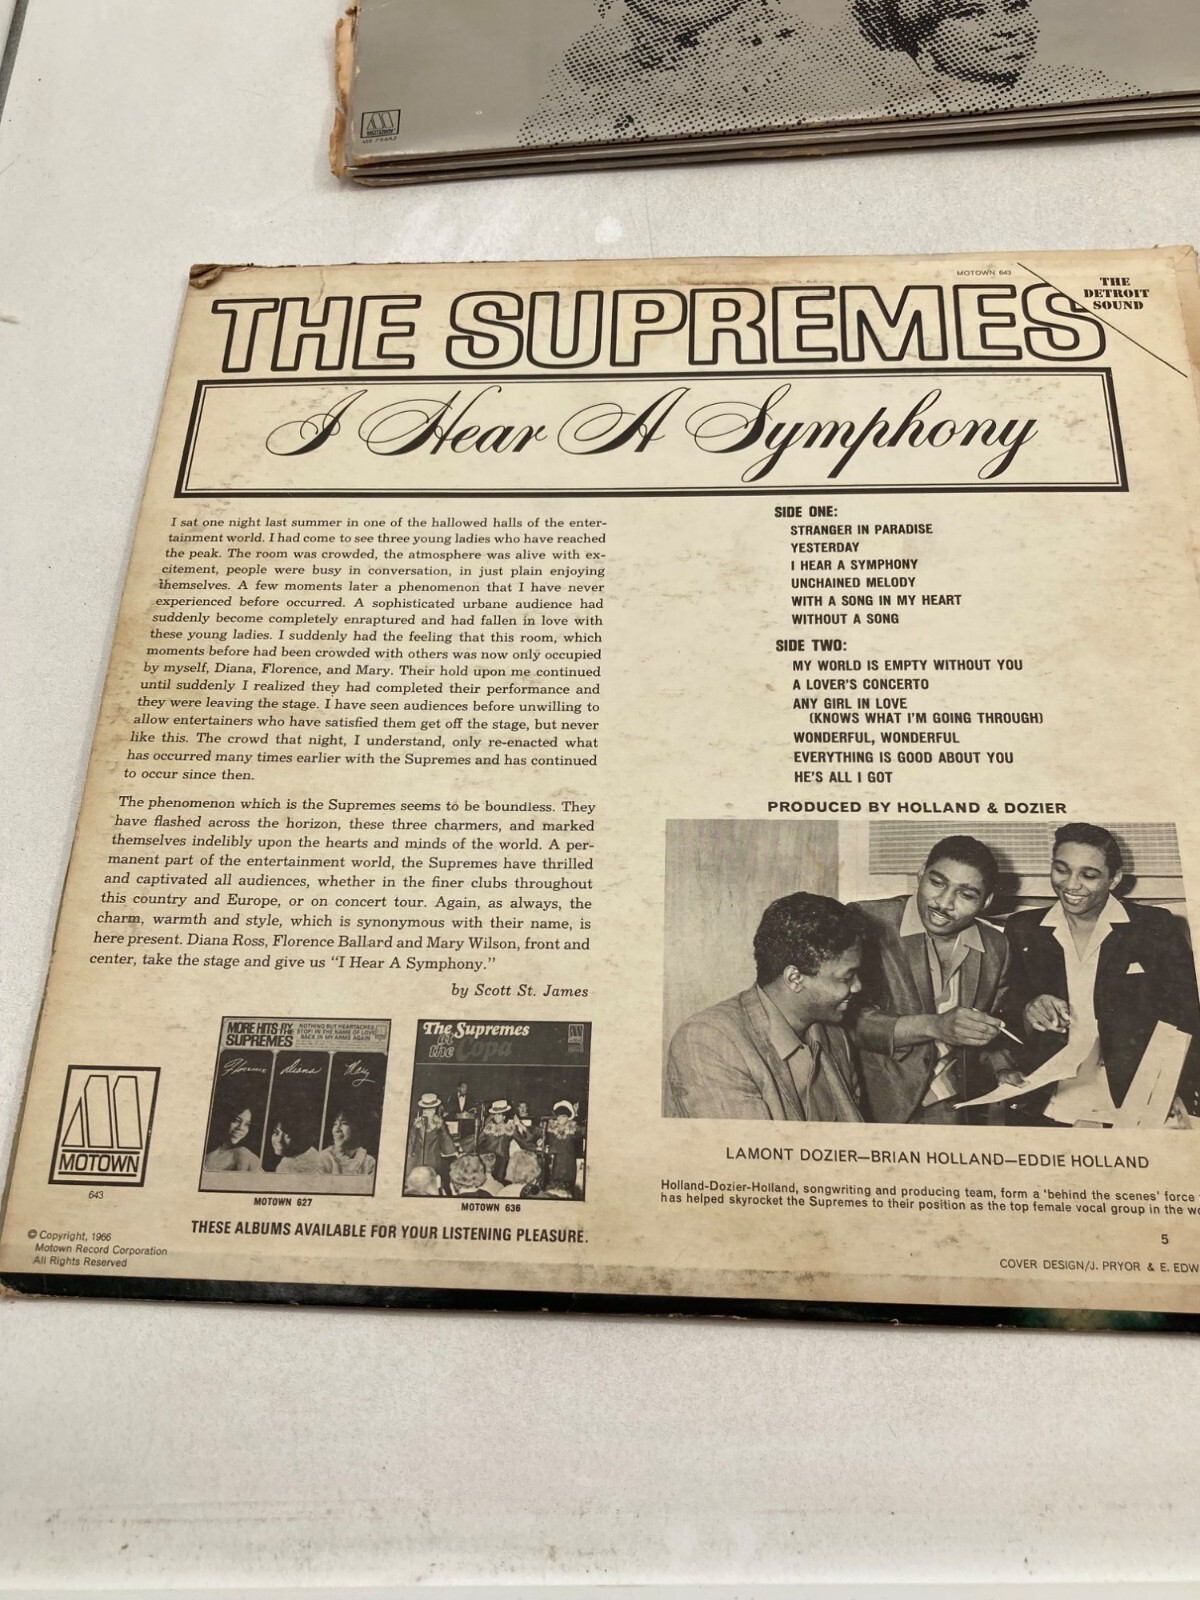 MOTOWN
MOTOWN 643
THE
DETROIT
SOUND
THE SUPREMES
I Hear A Symphony
I sat one night last summer in one of the hallowed halls of the enter-
tainment world. I had come to see three young ladies who have reached
the peak. The room was crowded, the atmosphere was alive with ex-
citement, people were busy in conversation, in just plain enjoying
themselves. A few moments later a phenomenon that I have never
experienced before occurred. A sophisticated urbane audience had
suddenly become completely enraptured and had fallen in love with
these young ladies. I suddenly had the feeling that this room, which
moments before had been crowded with others was now only occupied
by myself, Diana, Florence, and Mary. Their hold upon me continued
until suddenly I realized they had completed their performance and
they were leaving the stage. I have seen audiences before unwilling to
allow entertainers who have satisfied them get off the stage, but never
like this. The crowd that night, I understand, only re-enacted what
has occurred many times earlier with the Supremes and has continued
to occur since then.
The phenomenon which is the Supremes seems to be boundless. They
have flashed across the horizon, these three charmers, and marked
themselves indelibly upon the hearts and minds of the world. A per-
manent part of the entertainment world, the Supremes have thrilled
and captivated all audiences, whether in the finer clubs throughout
this country and Europe, or on concert tour. Again, as always, the
charm, warmth and style, which is synonymous with their name, is
here present. Diana Ross, Florence Ballard and Mary Wilson, front and
center, take the stage and give us "I Hear A Symphony."
by Scott St. James
SIDE ONE:
STRANGER IN PARADISE
YESTERDAY
I HEAR A SYMPHONY
UNCHAINED MELODY
WITH A SONG IN MY HEART
WITHOUT A SONG
SIDE TWO:
MY WORLD IS EMPTY WITHOUT YOU
A LOVER'S CONCERTO
ANY GIRL IN LOVE
(KNOWS WHAT I'M GOING THROUGH)
WONDERFUL, WONDERFUL
EVERYTHING IS GOOD ABOUT YOU
HE'S ALL I GOT
PRODUCED BY HOLLAND & DOZIER
LAMONT DOZIER—BRIAN HOLLAND—EDDIE HOLLAND
Holland-Dozier-Holland, songwriting and producing team, form a 'behind the scenes' force
has helped skyrocket the Supremes to their position as the top female vocal group in the
5
COVER DESIGN/J. PRYOR & E. EDW
MORE HITS BY THE
SUPREMES
NOTHING BUT HEARTACHES
STOP! IN THE NAME OF LOVE
BACK IN MY ARMS AGAIN
Florence Diana Mary
MOTOWN 627
The Supremes
at
the Copa
MOTOWN 636
THESE ALBUMS AVAILABLE FOR YOUR LISTENING PLEASURE.
MOTOWN
643
© Copyright, 1966
Motown Record Corporation
All Rights Reserved